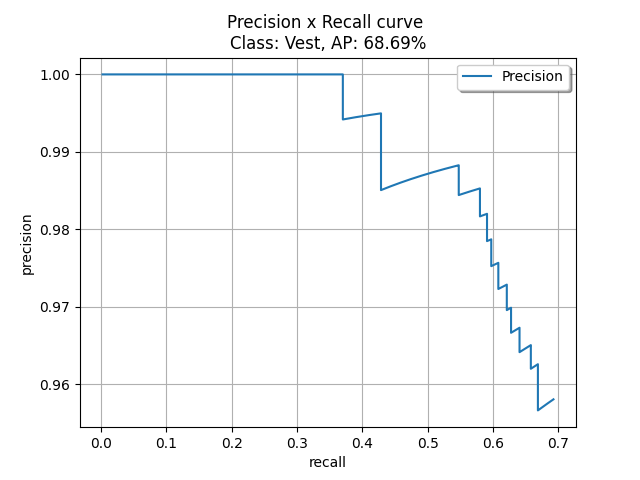 Precision x Recall curve
Class: Vest, AP: 68.69%
Precision
1.00
0.99
0.98
0.97
0.96
precision
0.0 0.1 0.2 0.3 0.4 0.5 0.6 0.7
recall